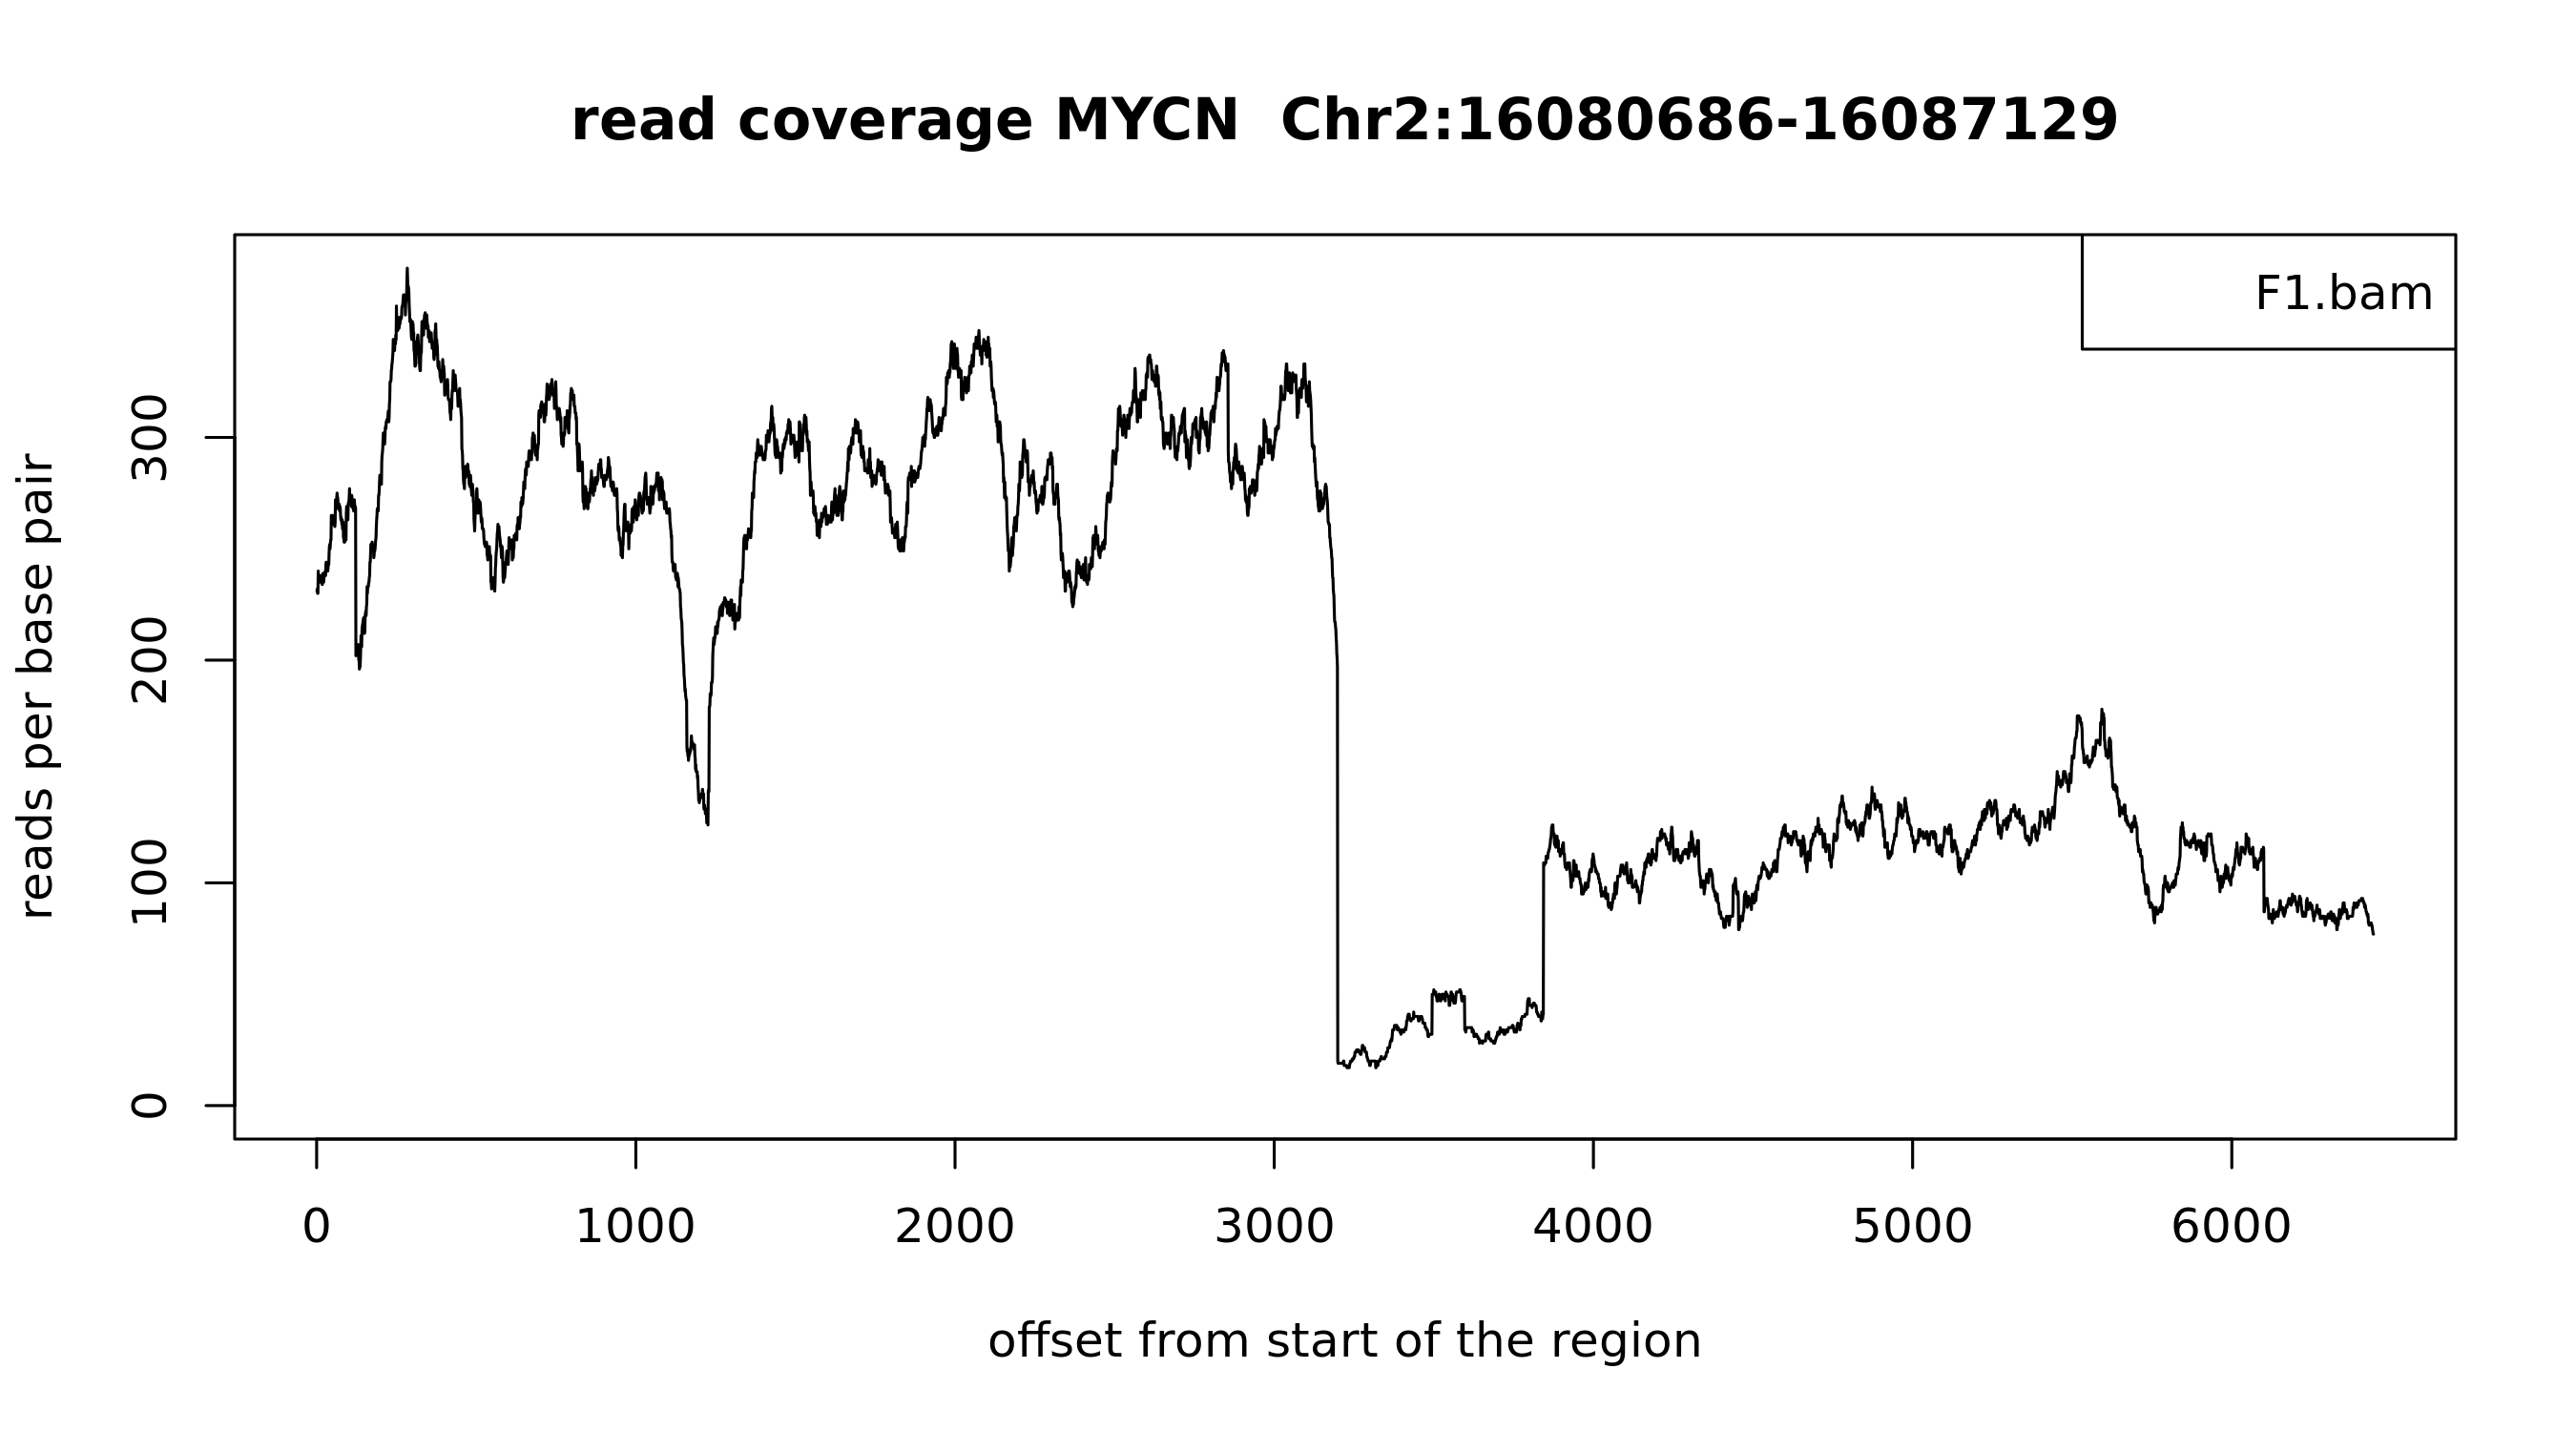 read coverage MYCN  Chr2:16080686-16087129
F1.bam
reads per base pair
300
200
100
0
0 1000 2000 3000 4000 5000 6000
offset from start of the region